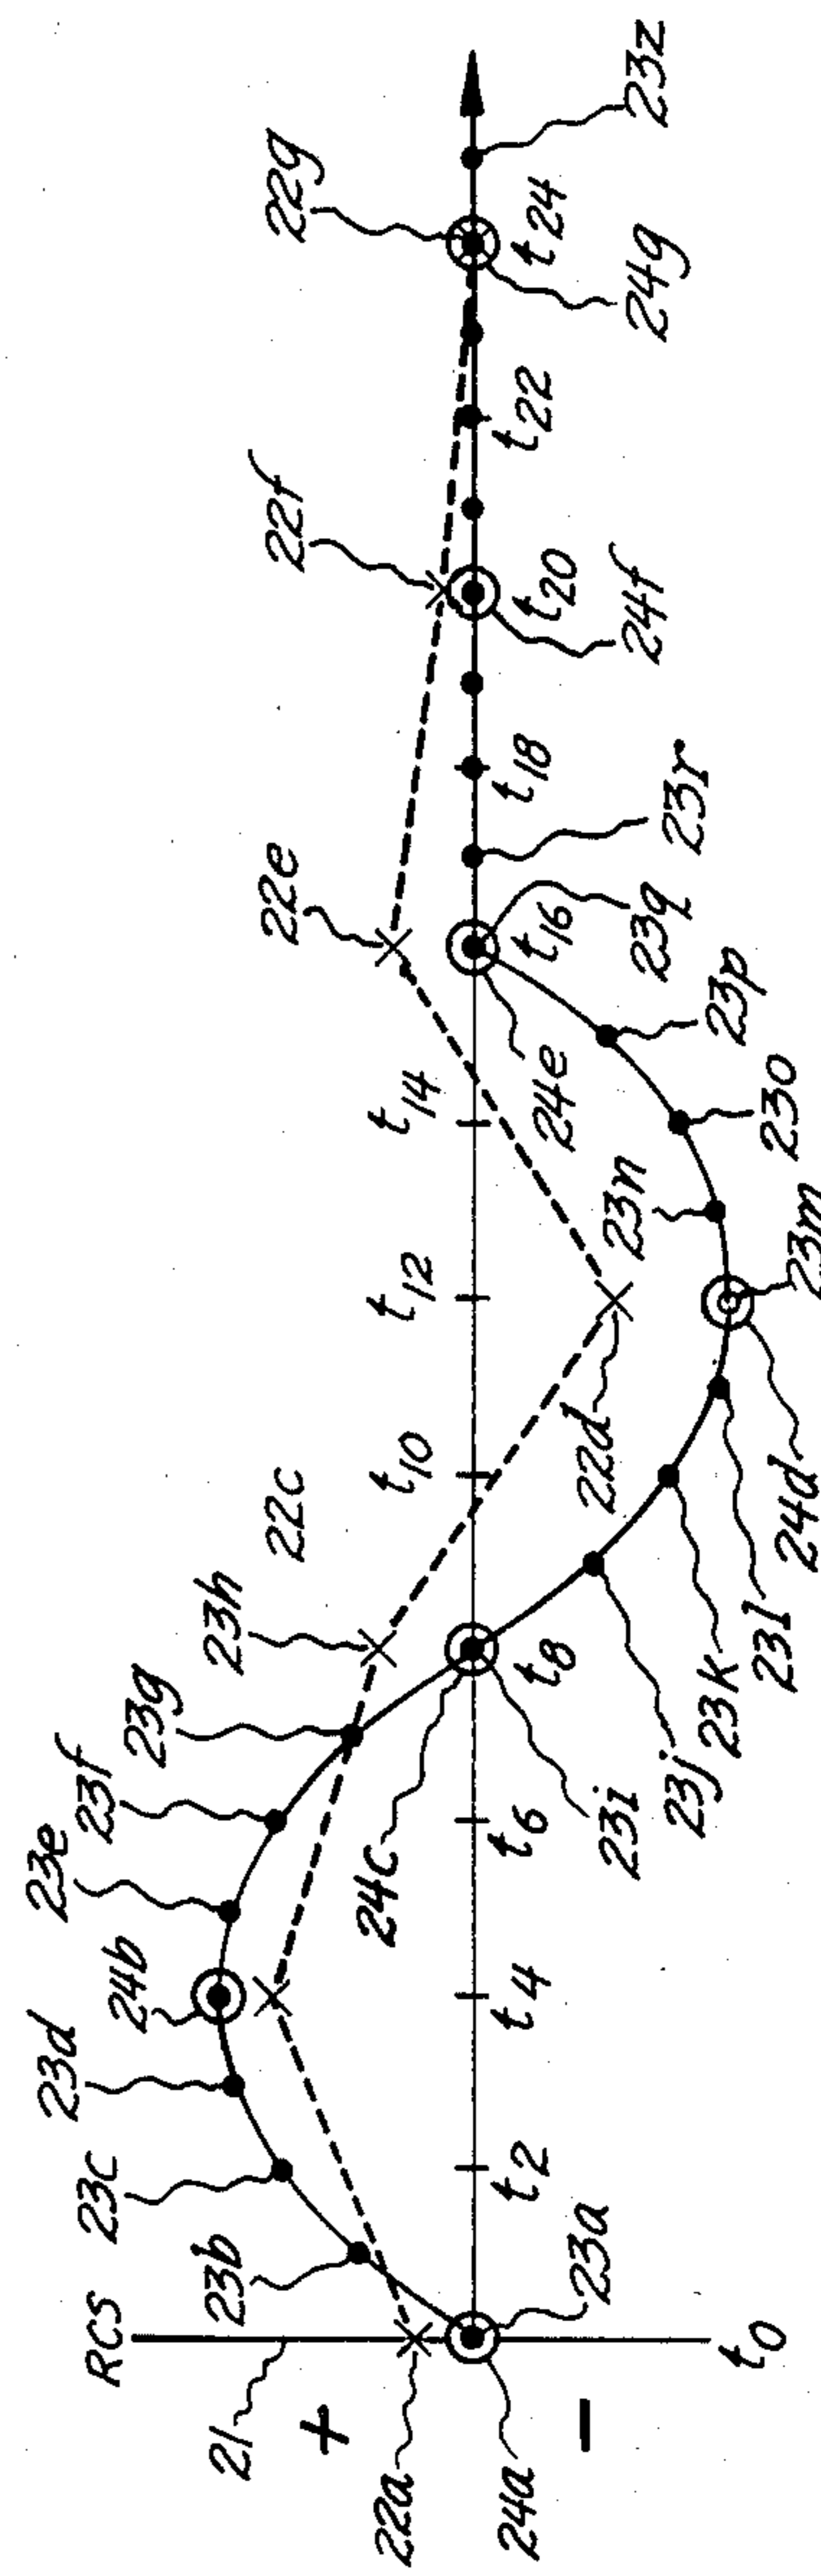 RCS
21
+
22a
24a
−
t0
23a
23b
23c
23d
24b
23e
23f
23g
23h
22c
t2
t4
t6
24c
t8
23i
23j
23k
23l
24d
22d
t10
t12
23m
23n
23o
23p
t14
24e
t16
23q
23r
22e
t18
t20
24f
22f
t22
t24
24g
22g
23z